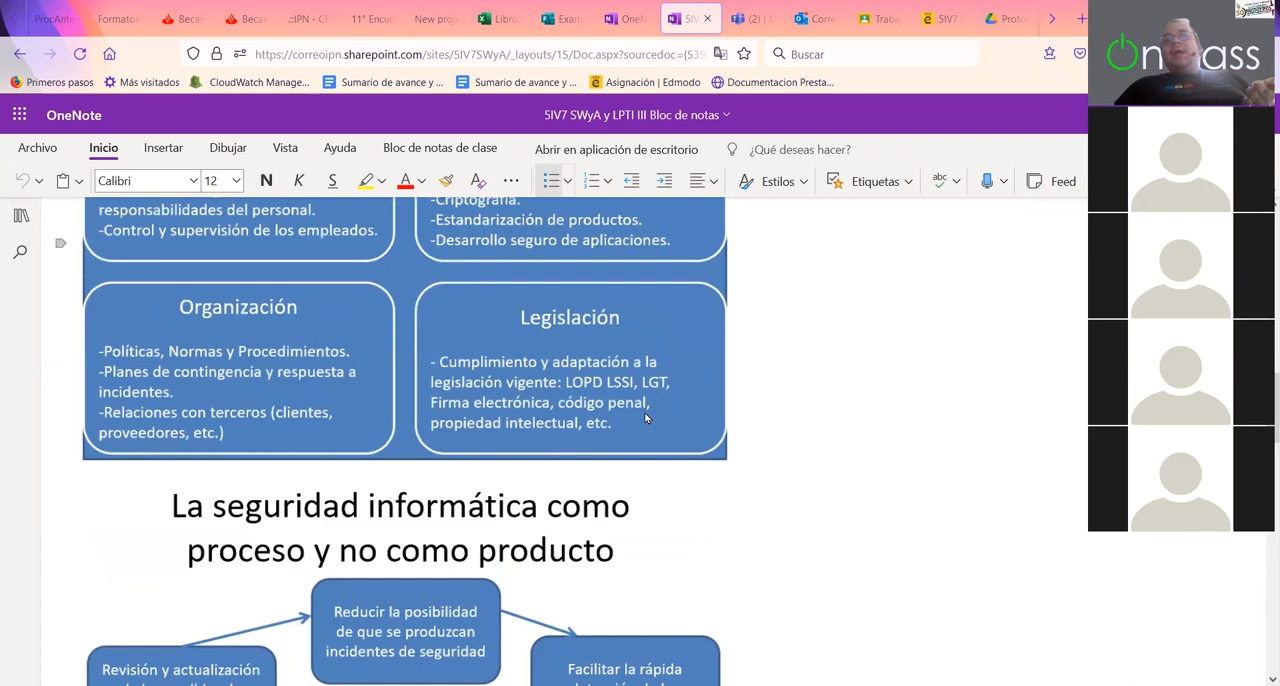 ProcAnte
Formatos
Becas
Becas
:.:IPN - CF
11° Encue
New proj
Libro
Exam
OneNo
5IV
(2) |
Corre
Traba
5IV7 S
Proto
https://correoipn.sharepoint.com/sites/5IV7SWyA/_layouts/15/Doc.aspx?sourcedoc={539
Buscar
Primeros pasos
Más visitados
CloudWatch Manage...
Sumario de avance y ...
Sumario de avance y ...
Asignación | Edmodo
Documentacion Presta...
OneNote
5IV7 SWyA y LPTI III Bloc de notas
Archivo
Inicio
Insertar
Dibujar
Vista
Ayuda
Bloc de notas de clase
Abrir en aplicación de escritorio
¿Qué deseas hacer?
Calibri
12
N
K
S
A
Estilos
Etiquetas
Feed
responsabilidades del personal.
-Control y supervisión de los empleados.
-Criptografía.
-Estandarización de productos.
-Desarrollo seguro de aplicaciones.
Organización
-Políticas, Normas y Procedimientos.
-Planes de contingencia y respuesta a
incidentes.
-Relaciones con terceros (clientes,
proveedores, etc.)
Legislación
- Cumplimiento y adaptación a la
legislación vigente: LOPD LSSI, LGT,
Firma electrónica, código penal,
propiedad intelectual, etc.
La seguridad informática como
proceso y no como producto
Reducir la posibilidad
de que se produzcan
incidentes de seguridad
Revisión y actualización
Facilitar la rápida